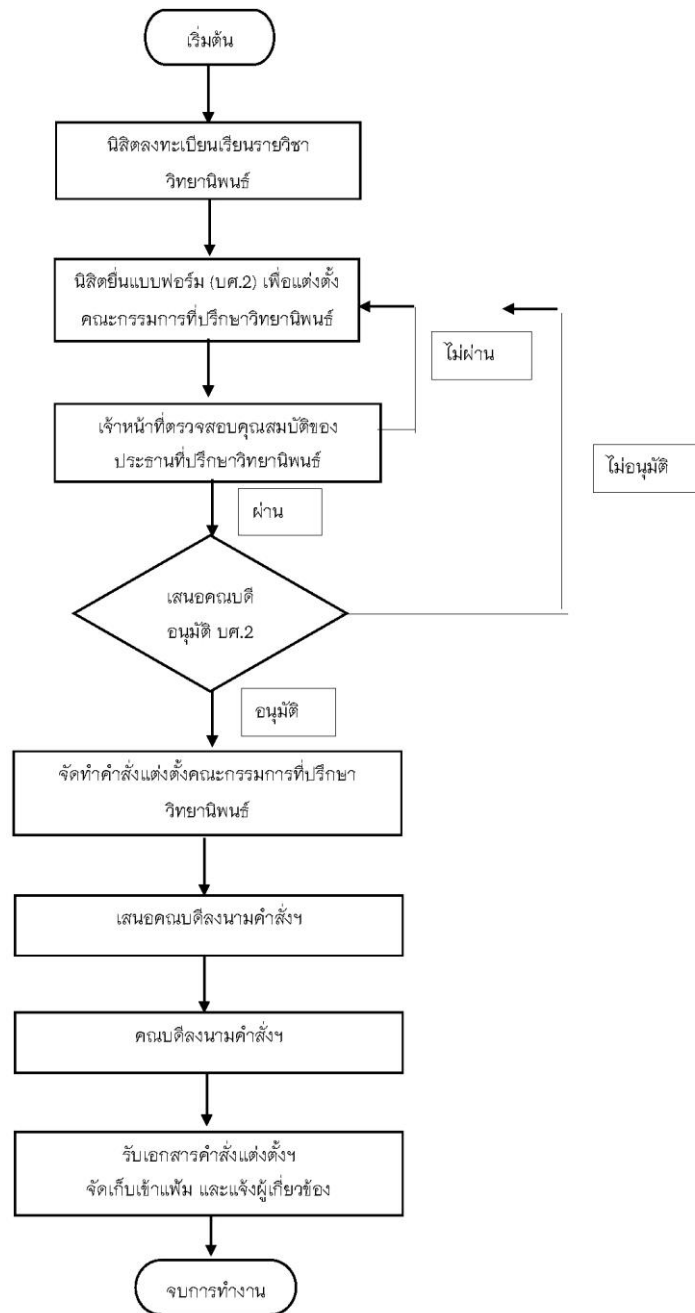 เริ่มต้น
นิสิตลงทะเบียนเรียนรายวิชา
วิทยานิพนธ์
นิสิตยื่นแบบฟอร์ม (บศ.2) เพื่อแต่งตั้ง
คณะกรรมการที่ปรึกษาวิทยานิพนธ์
ไม่ผ่าน
เจ้าหน้าที่ตรวจสอบคุณสมบัติของ
ประธานที่ปรึกษาวิทยานิพนธ์
ไม่อนุมัติ
ผ่าน
เสนอคณบดี
อนุมัติ บศ.2
อนุมัติ
จัดทำคำสั่งแต่งตั้งคณะกรรมการที่ปรึกษา
วิทยานิพนธ์
เสนอคณบดีลงนามคำสั่งฯ
คณบดีลงนามคำสั่งฯ
รับเอกสารคำสั่งแต่งตั้งฯ
จัดเก็บเข้าแฟ้ม และแจ้งผู้เกี่ยวข้อง
จบการทำงาน